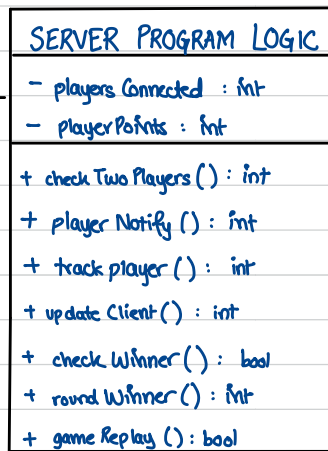 SERVER PROGRAM LOGIC
- players Connected : int
- playerPoints : int
+ check Two Players () : int
+ player Notify () : int
+ track player () : int
+ update Client () : int
+ check Winner () : bool
+ round Winner () : int
+ game Replay () : bool